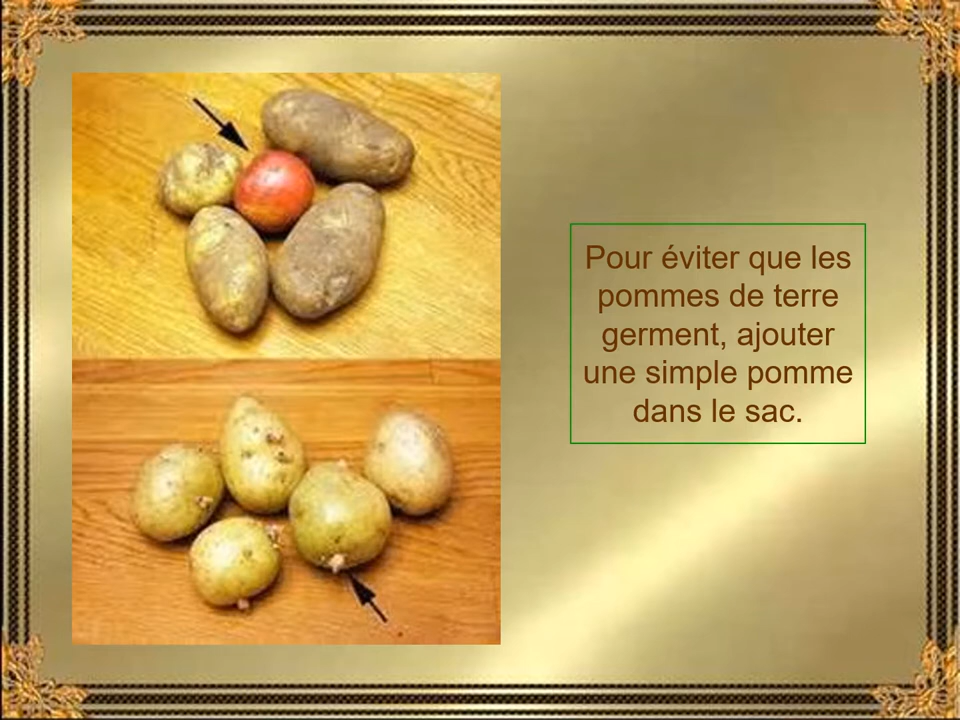 Pour éviter que les
pommes de terre
germent, ajouter
une simple pomme
dans le sac.